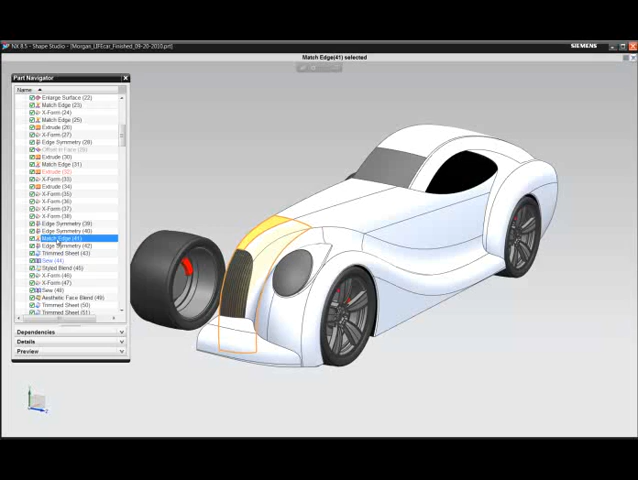 NX 8.5 - Shape Studio - [Morgan_LIFEcar_Finished_09-20-2010.prt]
SIEMENS
Match Edge(41) selected
Part Navigator
Name
Enlarge Surface (22)
Match Edge (23)
X-Form (24)
Match Edge (25)
Extrude (26)
X-Form (27)
Edge Symmetry (28)
Offset in Face (29)
Extrude (30)
Match Edge (31)
Extrude (32)
X-Form (33)
Extrude (34)
X-Form (35)
X-Form (36)
X-Form (37)
X-Form (38)
Edge Symmetry (39)
Edge Symmetry (40)
Match Edge (41)
Edge Symmetry (42)
Trimmed Sheet (43)
Sew (44)
Styled Blend (45)
X-Form (46)
X-Form (47)
Sew (48)
Aesthetic Face Blend (49)
Trimmed Sheet (50)
Trimmed Sheet (51)
Dependencies
Details
Preview